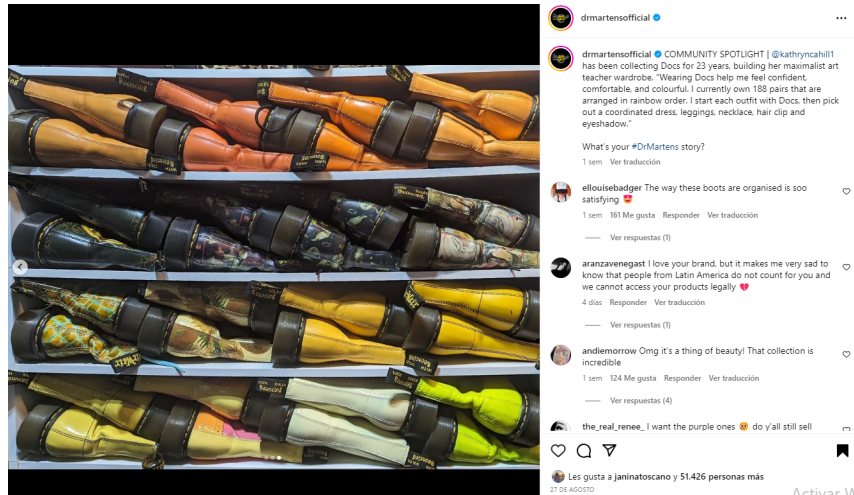 drmartensofficial
drmartensofficial COMMUNITY SPOTLIGHT | @kathryncahill1
has been collecting Docs for 23 years, building her maximalist art
teacher wardrobe. "Wearing Docs help me feel confident,
comfortable, and colourful. I currently own 188 pairs that are
arranged in rainbow order. I start each outfit with Docs, then pick
out a coordinated dress, leggings, necklace, hair clip and
eyeshadow."
What's your #DrMartens story?
1 sem Ver traducción
ellouisebadger The way these boots are organised is soo
satisfying 😍
1 sem 161 Me gusta Responder Ver traducción
Ver respuestas (1)
aranzavenegast I love your brand, but it makes me very sad to
know that people from Latin America do not count for you and
we cannot access your products legally 💔
4 días Responder Ver traducción
Ver respuestas (1)
andiemorrow Omg it's a thing of beauty! That collection is
incredible
1 sem 124 Me gusta Responder Ver traducción
Ver respuestas (4)
the_real_renee_ I want the purple ones 🥺 do y'all still sell
Les gusta a janinatoscano y 51.426 personas más
27 DE AGOSTO
Activar W